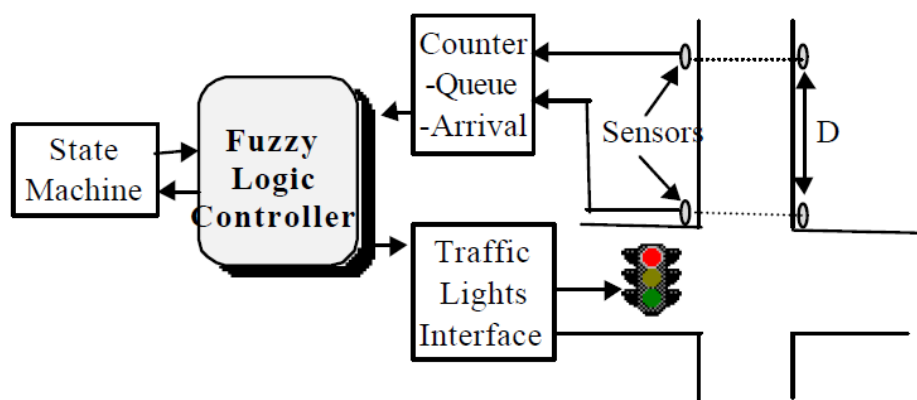 State
Machine
Fuzzy
Logic
Controller
Counter
-Queue
-Arrival
Traffic
Lights
Interface
Sensors
D